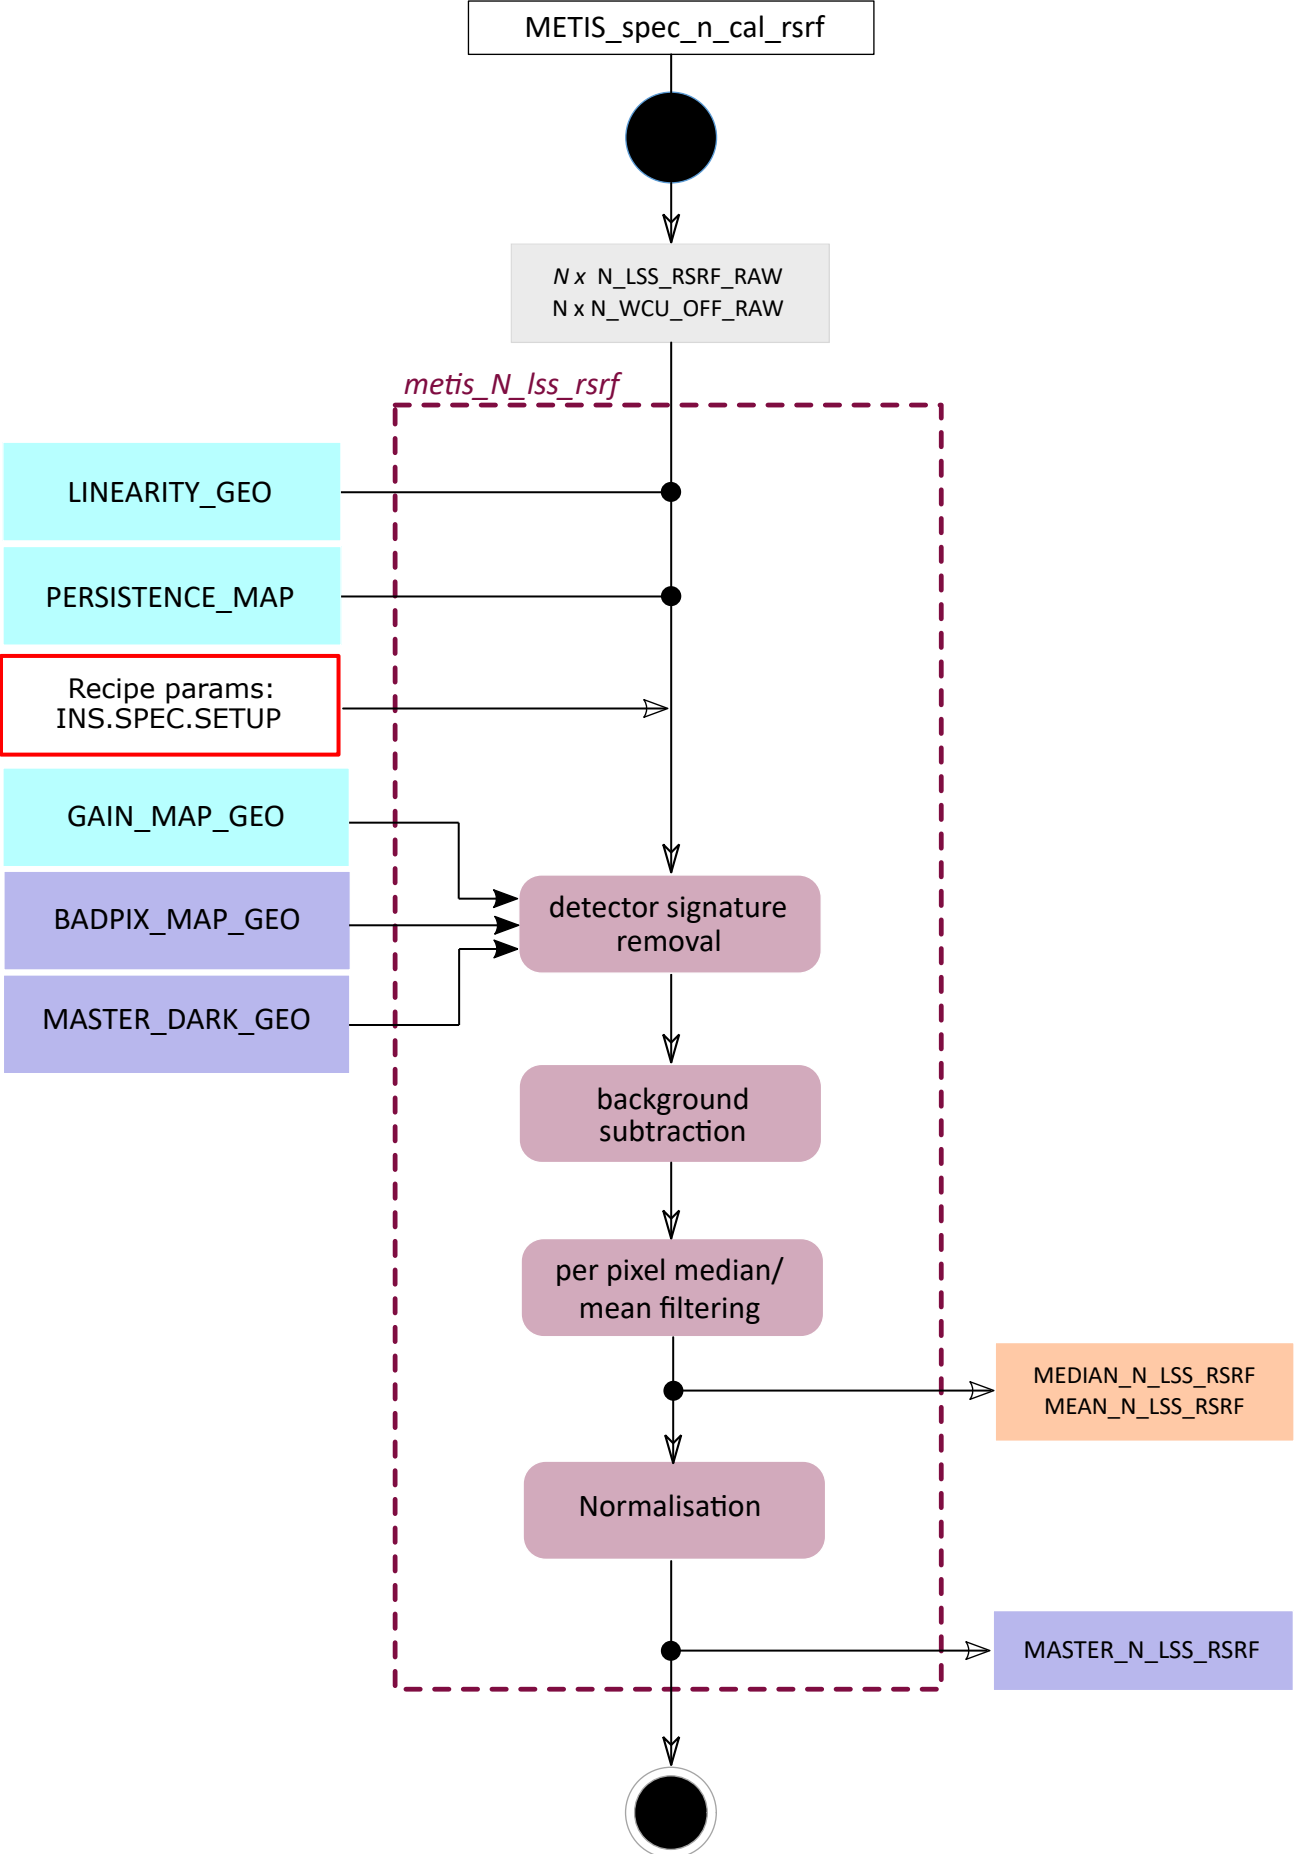 METIS_spec_n_cal_rsrf
N x N_LSS_RSRF_RAW
N x N_WCU_OFF_RAW
metis_N_lss_rsrf
LINEARITY_GEO
PERSISTENCE_MAP
Recipe params:
INS.SPEC.SETUP
GAIN_MAP_GEO
BADPIX_MAP_GEO
MASTER_DARK_GEO
detector signature
removal
background
subtraction
per pixel median/
mean filtering
MEDIAN_N_LSS_RSRF
MEAN_N_LSS_RSRF
Normalisation
MASTER_N_LSS_RSRF